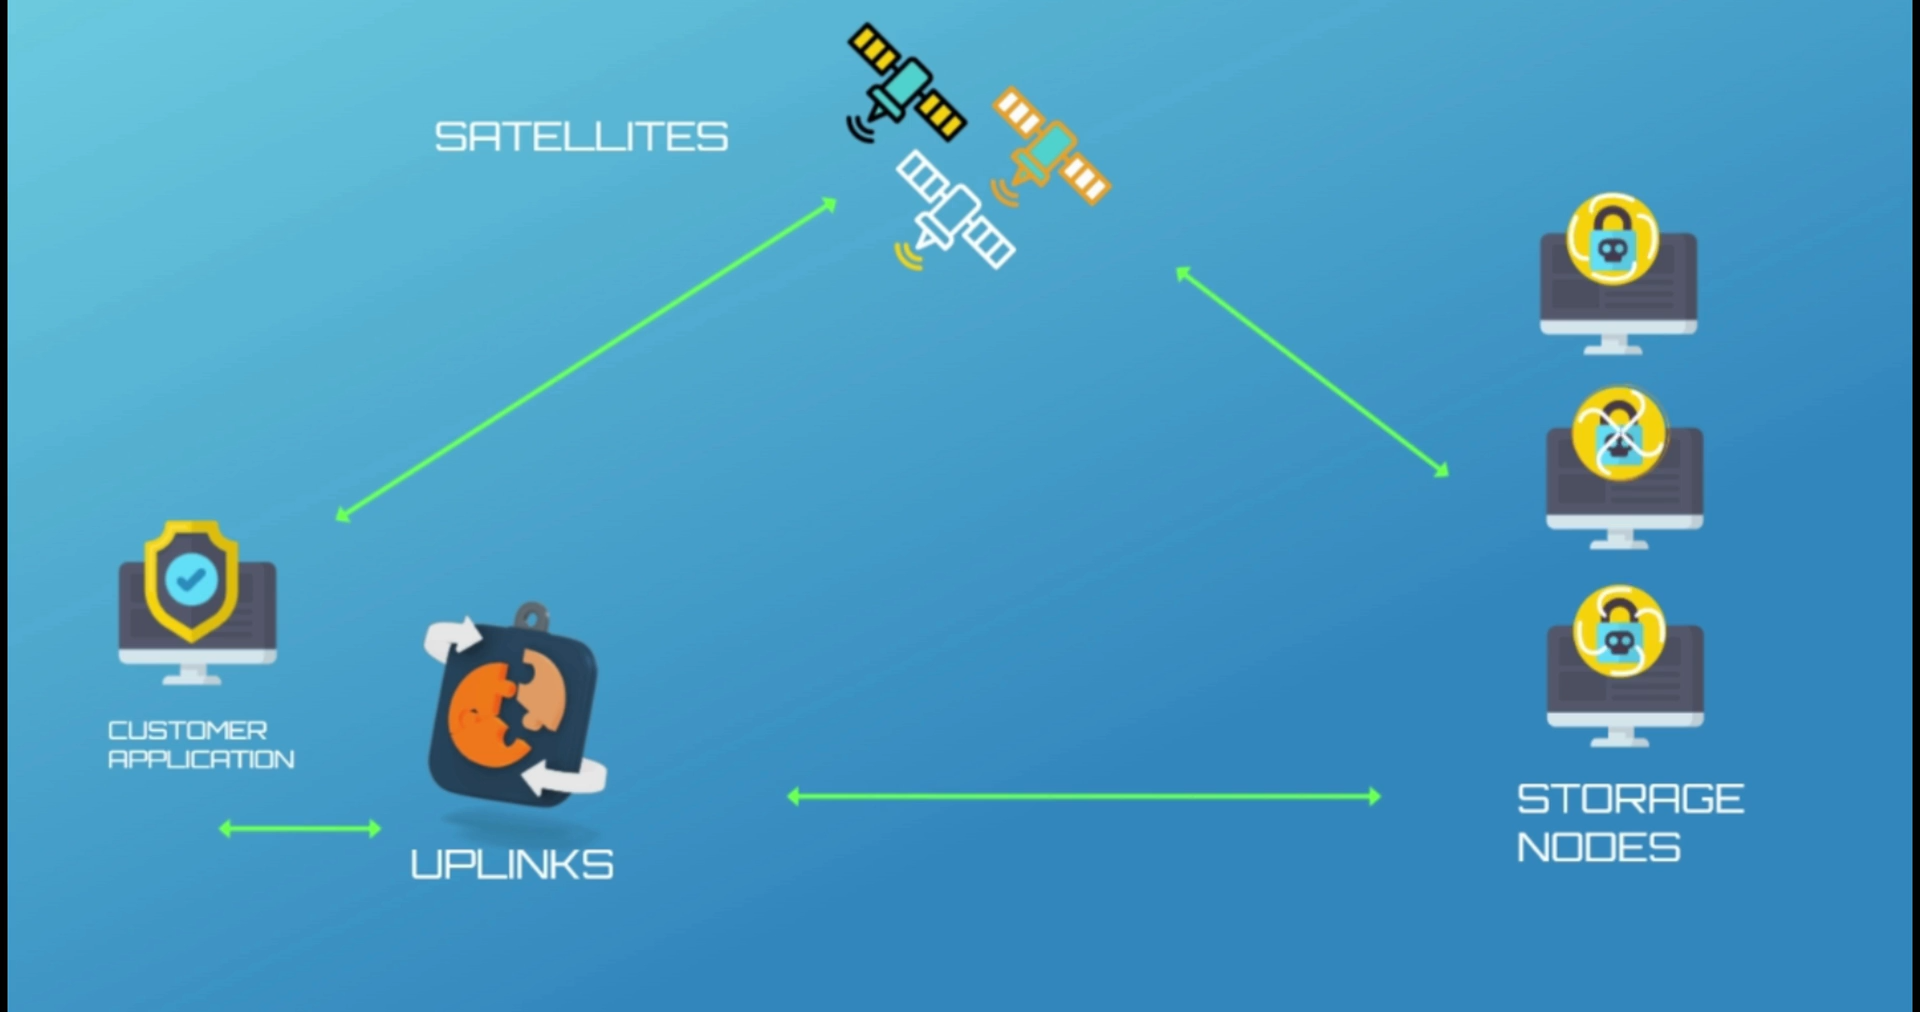 SATELLITES
CUSTOMER
APPLICATION
UPLINKS
STORAGE
NODES